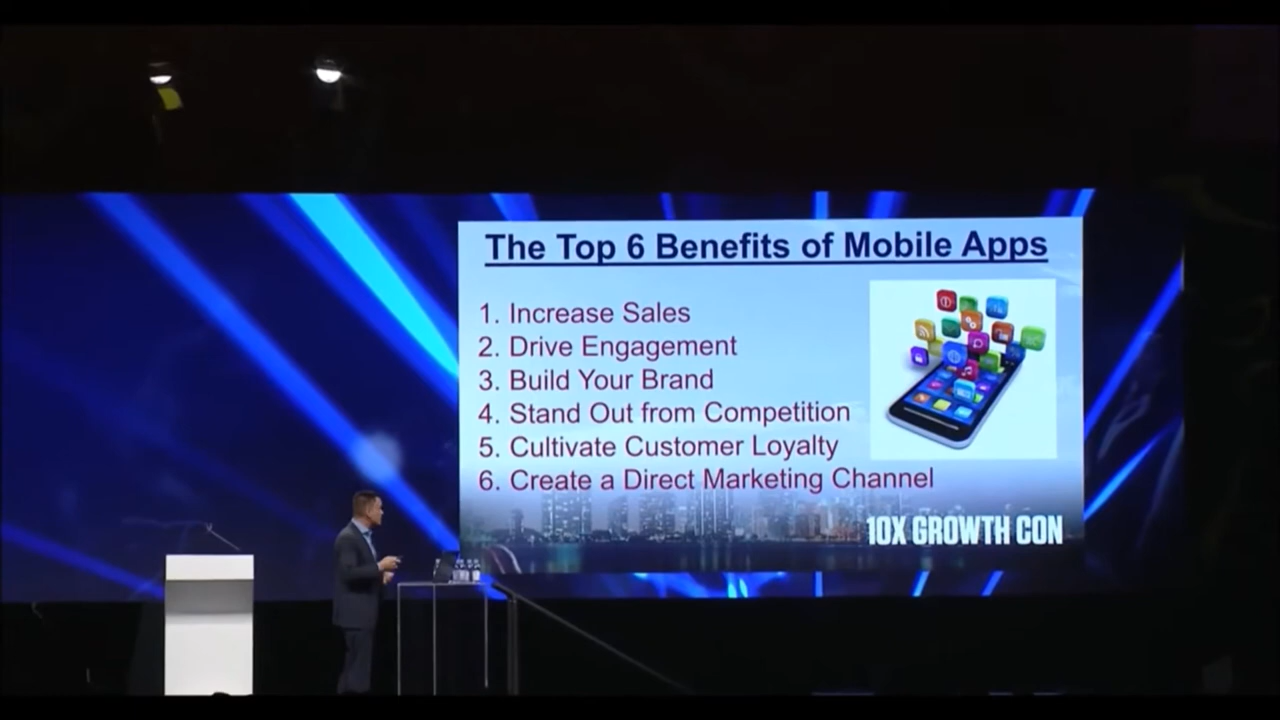 The Top 6 Benefits of Mobile Apps
1. Increase Sales
2. Drive Engagement
3. Build Your Brand
4. Stand Out from Competition
5. Cultivate Customer Loyalty
6. Create a Direct Marketing Channel
10X GROWTH CON